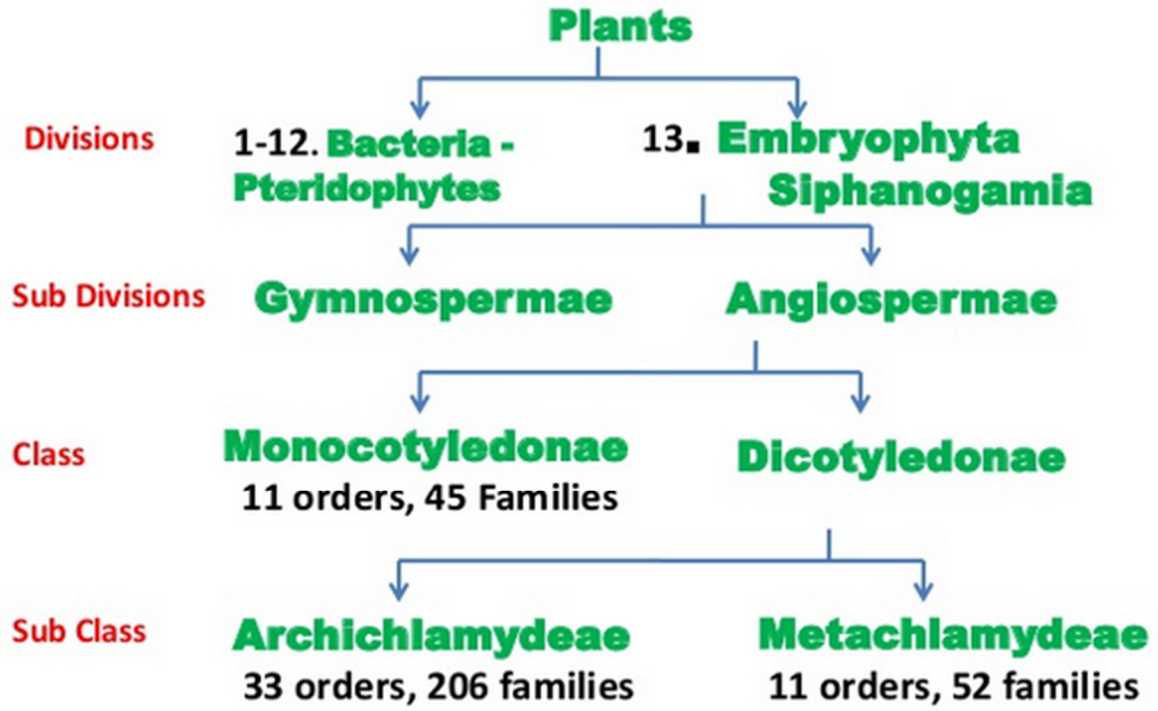 Plants
Divisions
1-12. Bacteria -
Pteridophytes
13. Embryophyta
Siphanogamia
Sub Divisions
Gymnospermae
Angiospermae
Class
Monocotyledonae
11 orders, 45 Families
Dicotyledonae
Sub Class
Archichlamydeae
33 orders, 206 families
Metachlamydeae
11 orders, 52 families